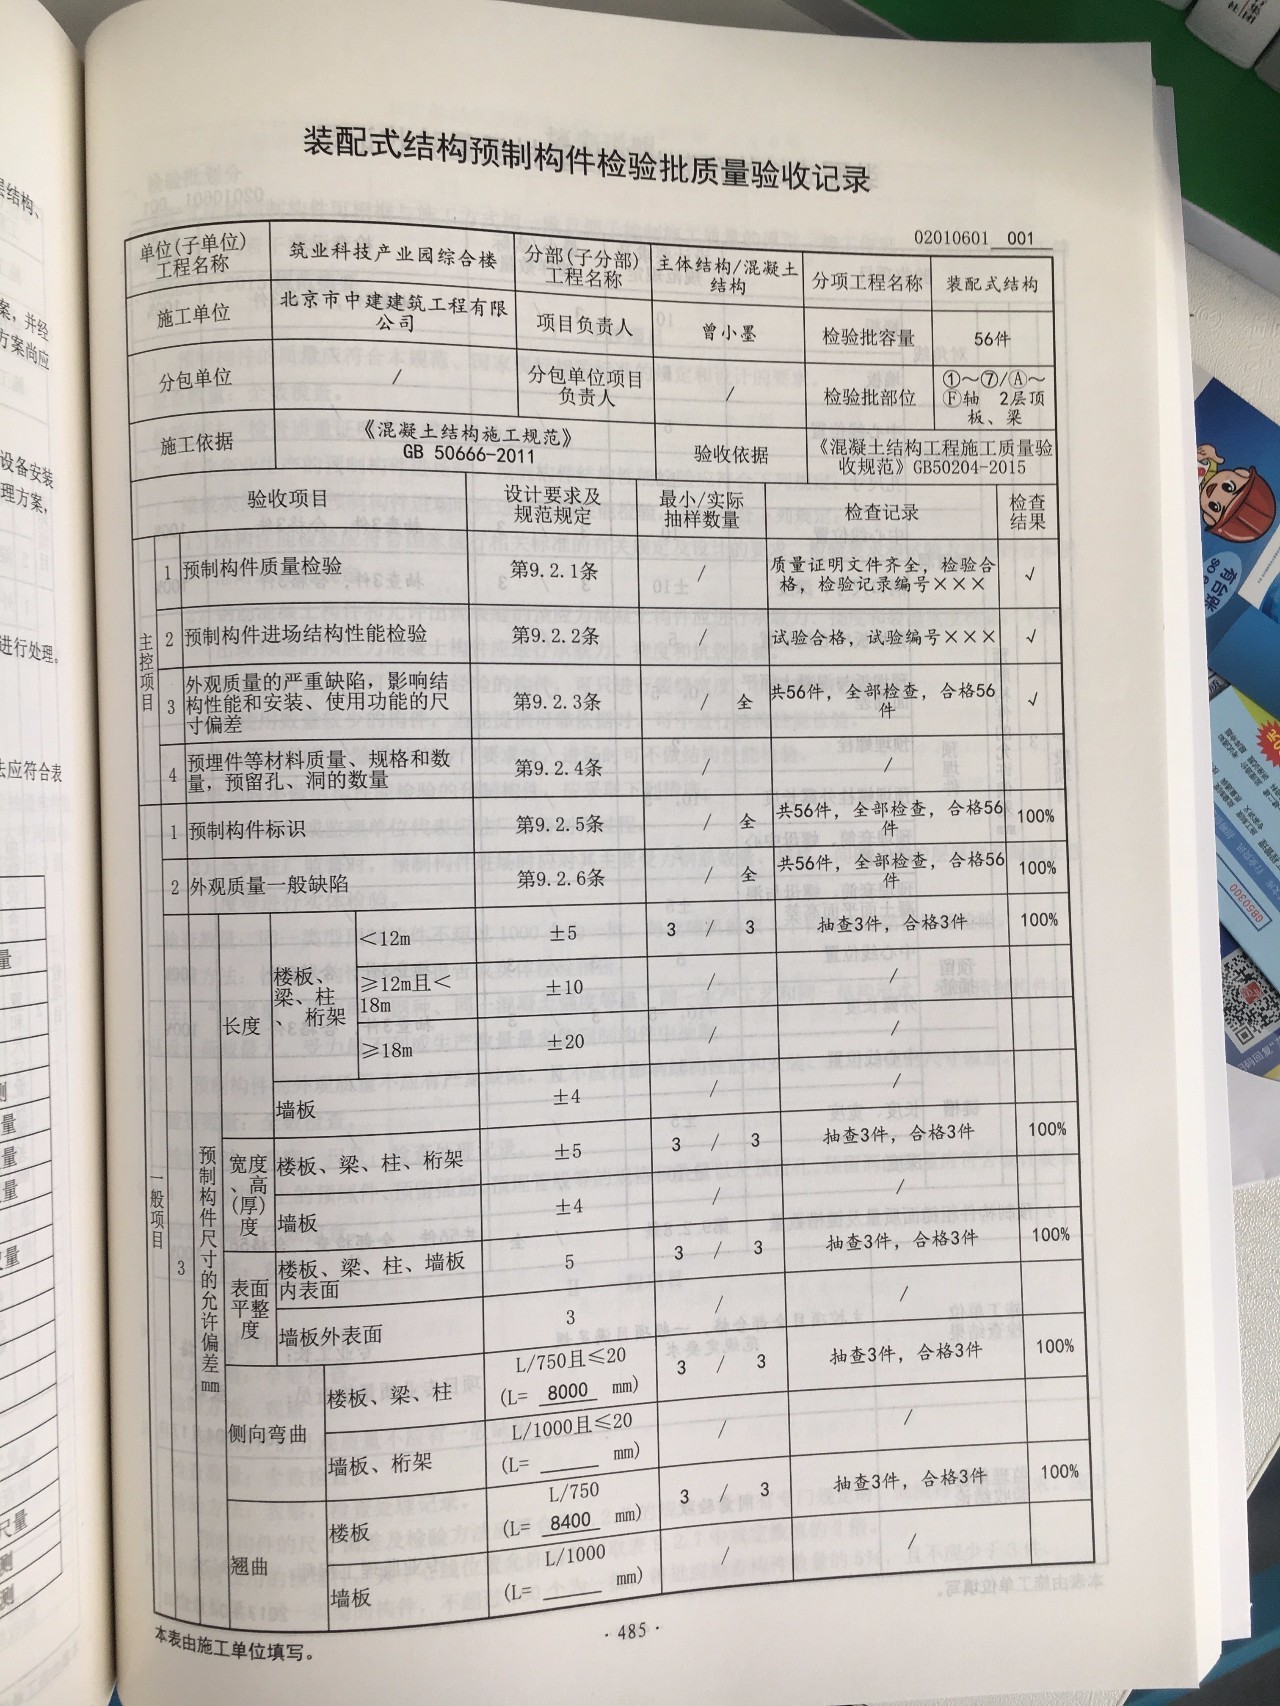 装配式结构预制构件检验批质量验收记录
02010601 001
单位(子单位)
工程名称
筑业科技产业园综合楼
分部(子分部)
工程名称
主体结构/混凝土
结构
分项工程名称
装配式结构
施工单位
北京市中建建筑工程有限
公司
项目负责人
曾小墨
检验批容量
56件
分包单位
/
分包单位项目
负责人
/
检验批部位
①~⑦/Ⓐ~
Ⓕ轴 2层顶
板、梁
施工依据
《混凝土结构施工规范》
GB 50666-2011
验收依据
《混凝土结构工程施工质量验
收规范》GB50204-2015
验收项目
设计要求及
规范规定
最小/实际
抽样数量
检查记录
检查
结果
主控项目
1 预制构件质量检验 第9.2.1条 /
质量证明文件齐全，检验合
格，检验记录编号××× √
2 预制构件进场结构性能检验 第9.2.2条 / 试验合格，试验编号××× √
3
外观质量的严重缺陷，影响结
构性能和安装、使用功能的尺
寸偏差
第9.2.3条 / 全
共56件，全部检查，合格56
件
√
4
预埋件等材料质量、规格和数
量，预留孔、洞的数量
第9.2.4条 / /
一般项目
1 预制构件标识 第9.2.5条 / 全
共56件，全部检查，合格56
件
100%
2 外观质量一般缺陷 第9.2.6条 / 全
共56件，全部检查，合格56
件
100%
3
预制构件尺寸的允许偏差mm
长度
楼板、
梁、柱
、桁架
<12m ±5 3 / 3 抽查3件，合格3件 100%
≥12m且<
18m
±10 / /
≥18m ±20 / /
墙板 ±4 / /
宽度
、高
(厚)
度
楼板、梁、柱、桁架 ±5 3 / 3 抽查3件，合格3件 100%
墙板 ±4 / /
表面
平整
度
楼板、梁、柱、墙板
内表面
5 3 / 3 抽查3件，合格3件 100%
墙板外表面 3 / /
侧向弯曲
楼板、梁、柱
L/750且≤20
(L= 8000 mm)
3 / 3 抽查3件，合格3件 100%
墙板、桁架
L/1000且≤20
(L= ____ mm)
/ /
翘曲
楼板
L/750
(L= 8400 mm)
3 / 3 抽查3件，合格3件 100%
墙板
L/1000
(L= ____ mm)
/ /
本表由施工单位填写。
· 485 ·
层结构、
案，并经
方案尚应
设备安装
理方案，
进行处理。
法应符合表
GB50300